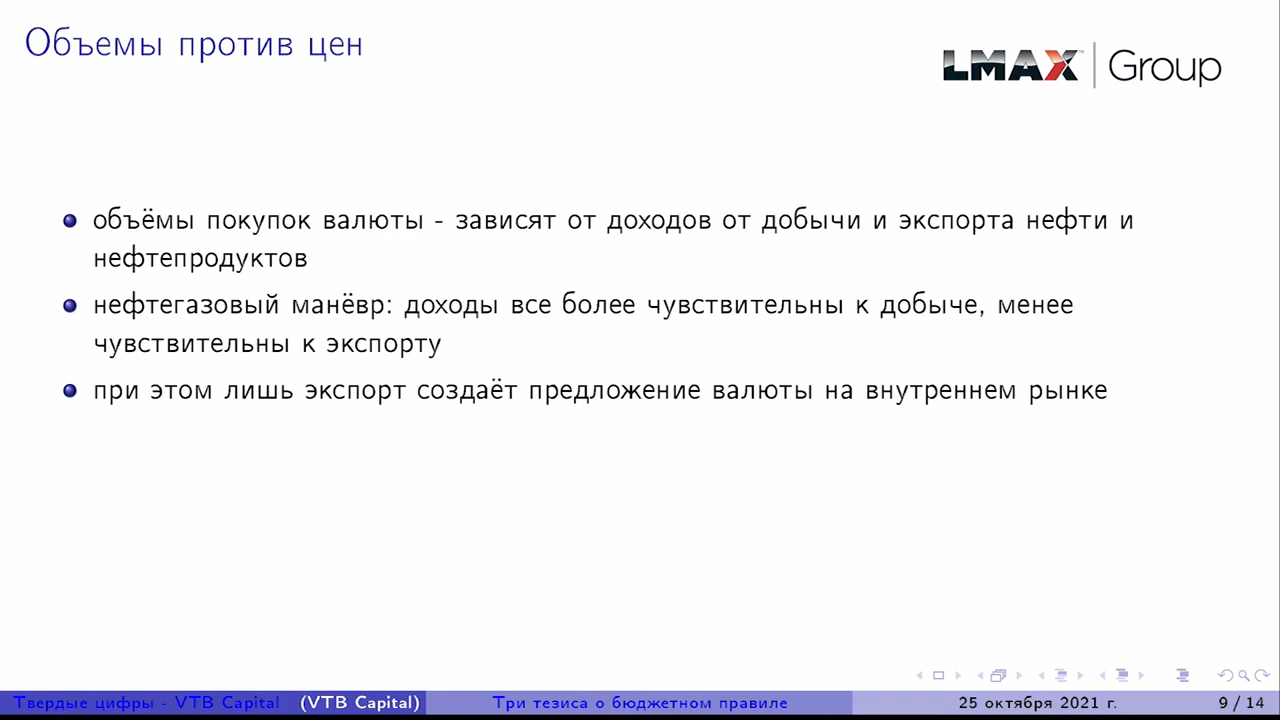 Объемы против цен
LMAX Group
объёмы покупок валюты - зависят от доходов от добычи и экспорта нефти и
нефтепродуктов
нефтегазовый манёвр: доходы все более чувствительны к добыче, менее
чувствительны к экспорту
при этом лишь экспорт создаёт предложение валюты на внутреннем рынке
Твердые цифры - VTB Capital (VTB Capital) Три тезиса о бюджетном правиле 25 октября 2021 г. 9 / 14